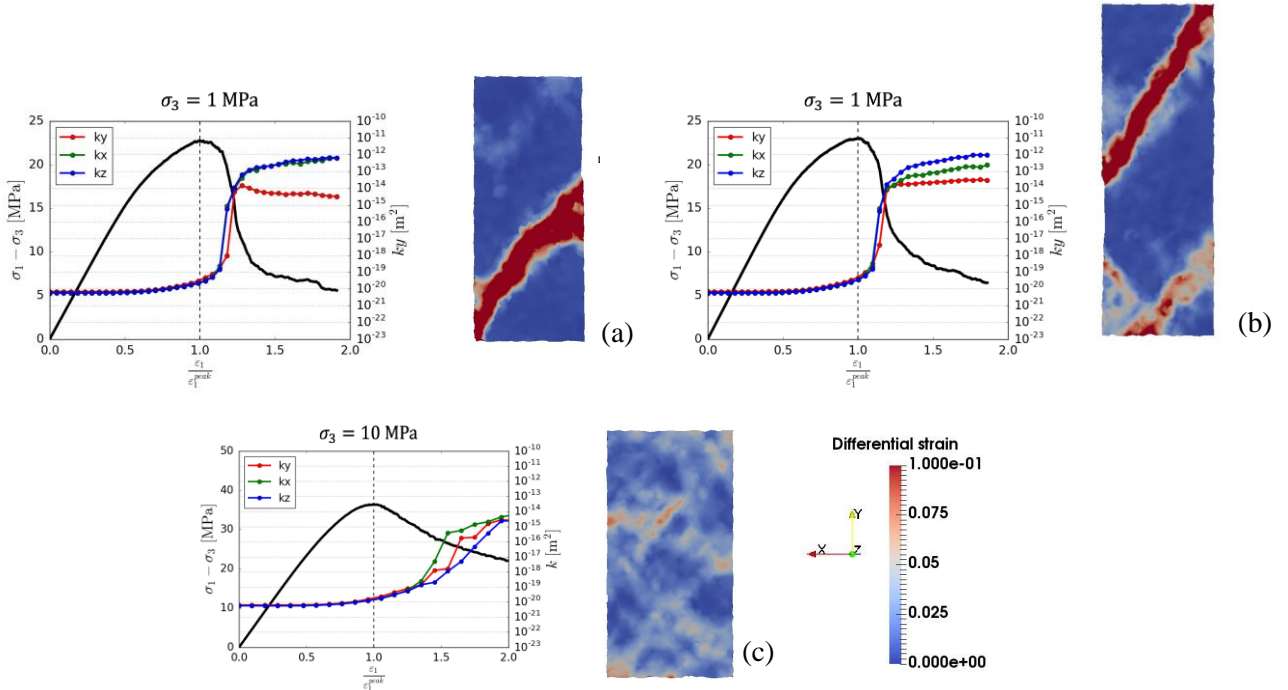 σ₃ = 1 MPa
25
20
15
10
5
0
σ₁ − σ₃ [MPa]
ky
kx
kz
10⁻¹⁰
10⁻¹¹
10⁻¹²
10⁻¹³
10⁻¹⁴
10⁻¹⁵
10⁻¹⁶
10⁻¹⁷
10⁻¹⁸
10⁻¹⁹
10⁻²⁰
10⁻²¹
10⁻²²
10⁻²³
ky [m²]
0.0 0.5 1.0 1.5 2.0
ε₁
ε₁ᵖᵉᵃᵏ
(a)
σ₃ = 1 MPa
25
20
15
10
5
0
σ₁ − σ₃ [MPa]
ky
kx
kz
10⁻¹⁰
10⁻¹¹
10⁻¹²
10⁻¹³
10⁻¹⁴
10⁻¹⁵
10⁻¹⁶
10⁻¹⁷
10⁻¹⁸
10⁻¹⁹
10⁻²⁰
10⁻²¹
10⁻²²
10⁻²³
ky [m²]
0.0 0.5 1.0 1.5 2.0
ε₁
ε₁ᵖᵉᵃᵏ
(b)
σ₃ = 10 MPa
50
40
30
20
10
0
σ₁ − σ₃ [MPa]
ky
kx
kz
10⁻¹⁰
10⁻¹¹
10⁻¹²
10⁻¹³
10⁻¹⁴
10⁻¹⁵
10⁻¹⁶
10⁻¹⁷
10⁻¹⁸
10⁻¹⁹
10⁻²⁰
10⁻²¹
10⁻²²
10⁻²³
k [m²]
0.0 0.5 1.0 1.5 2.0
ε₁
ε₁ᵖᵉᵃᵏ
(c)
Y
X Z
Differential strain
1.000e-01
0.075
0.05
0.025
0.000e+00